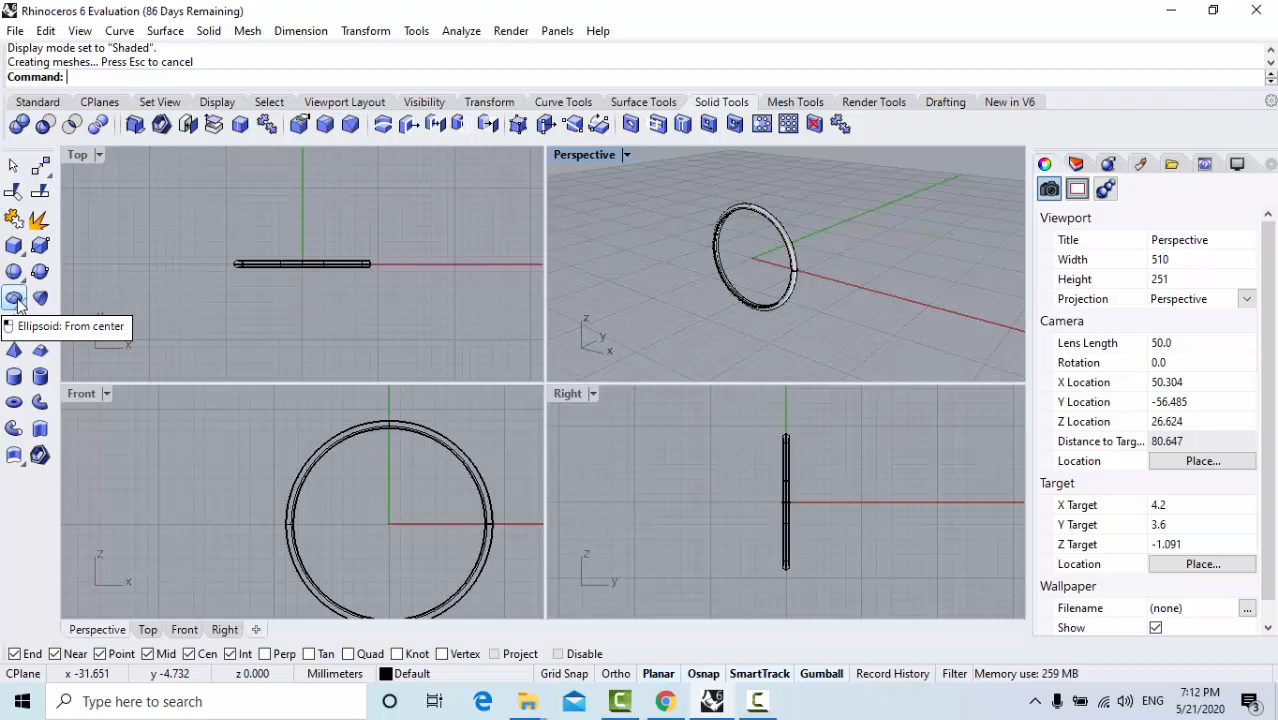 Rhinoceros 6 Evaluation (86 Days Remaining)
File Edit View Curve Surface Solid Mesh Dimension Transform Tools Analyze Render Panels Help
Display mode set to "Shaded".
Creating meshes... Press Esc to cancel
Command:
Standard CPlanes Set View Display Select Viewport Layout Visibility Transform Curve Tools Surface Tools Solid Tools Mesh Tools Render Tools Drafting New in V6
Top
Perspective
Ellipsoid: From center
x
z
y
x
Front
Right
z
x
z
y
Viewport
Title Perspective
Width 510
Height 251
Projection Perspective
Camera
Lens Length 50.0
Rotation 0.0
X Location 50.304
Y Location -56.485
Z Location 26.624
Distance to Targ... 80.647
Location Place...
Target
X Target 4.2
Y Target 3.6
Z Target -1.091
Location Place...
Wallpaper
Filename (none) ...
Show
Perspective Top Front Right
End Near Point Mid Cen Int Perp Tan Quad Knot Vertex Project Disable
CPlane x -31.651 y -4.732 z 0.000 Millimeters Default Grid Snap Ortho Planar Osnap SmartTrack Gumball Record History Filter Memory use: 259 MB
Type here to search
ENG
7:12 PM
5/21/2020
3